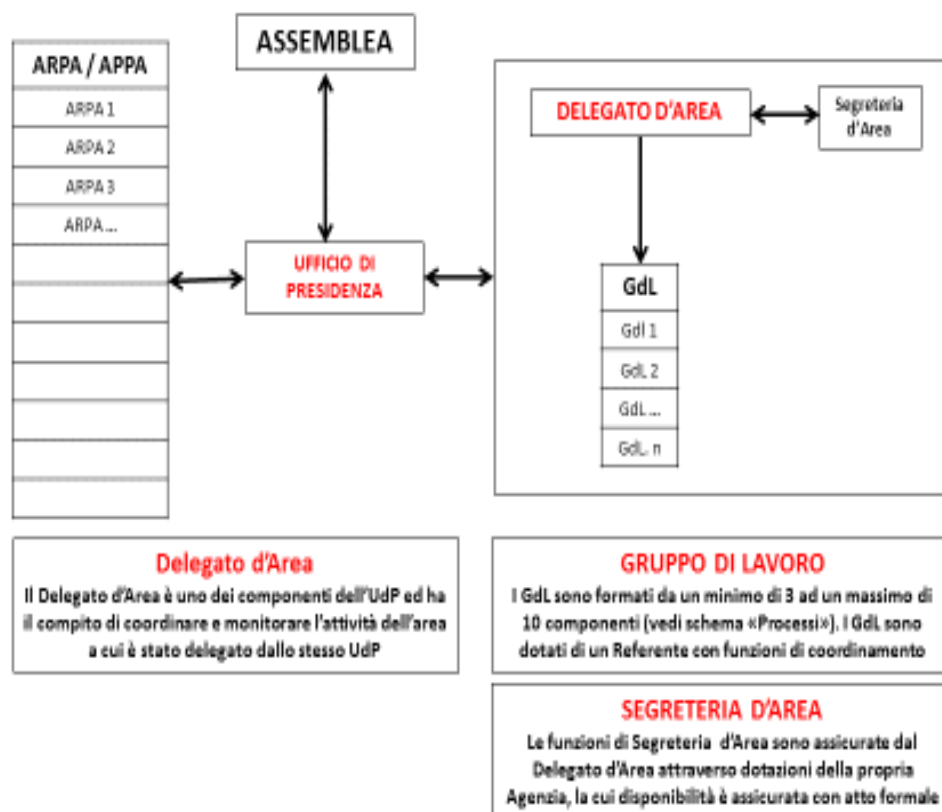 ARPA / APPA
ARPA 1
ARPA 2
ARPA 3
ARPA ...
ASSEMBLEA
UFFICIO DI
PRESIDENZA
DELEGATO D'AREA
Segreteria
d'Area
GdL
Gdl 1
GdL 2
GdL ...
GdL. n
Delegato d'Area
Il Delegato d'Area è uno dei componenti dell'UdP ed ha
il compito di coordinare e monitorare l'attività dell'area
a cui è stato delegato dallo stesso UdP
GRUPPO DI LAVORO
I GdL sono formati da un minimo di 3 ad un massimo di
10 componenti (vedi schema «Processi»). I GdL sono
dotati di un Referente con funzioni di coordinamento
SEGRETERIA D'AREA
Le funzioni di Segreteria d'Area sono assicurate dal
Delegato d'Area attraverso dotazioni della propria
Agenzia, la cui disponibilità è assicurata con atto formale